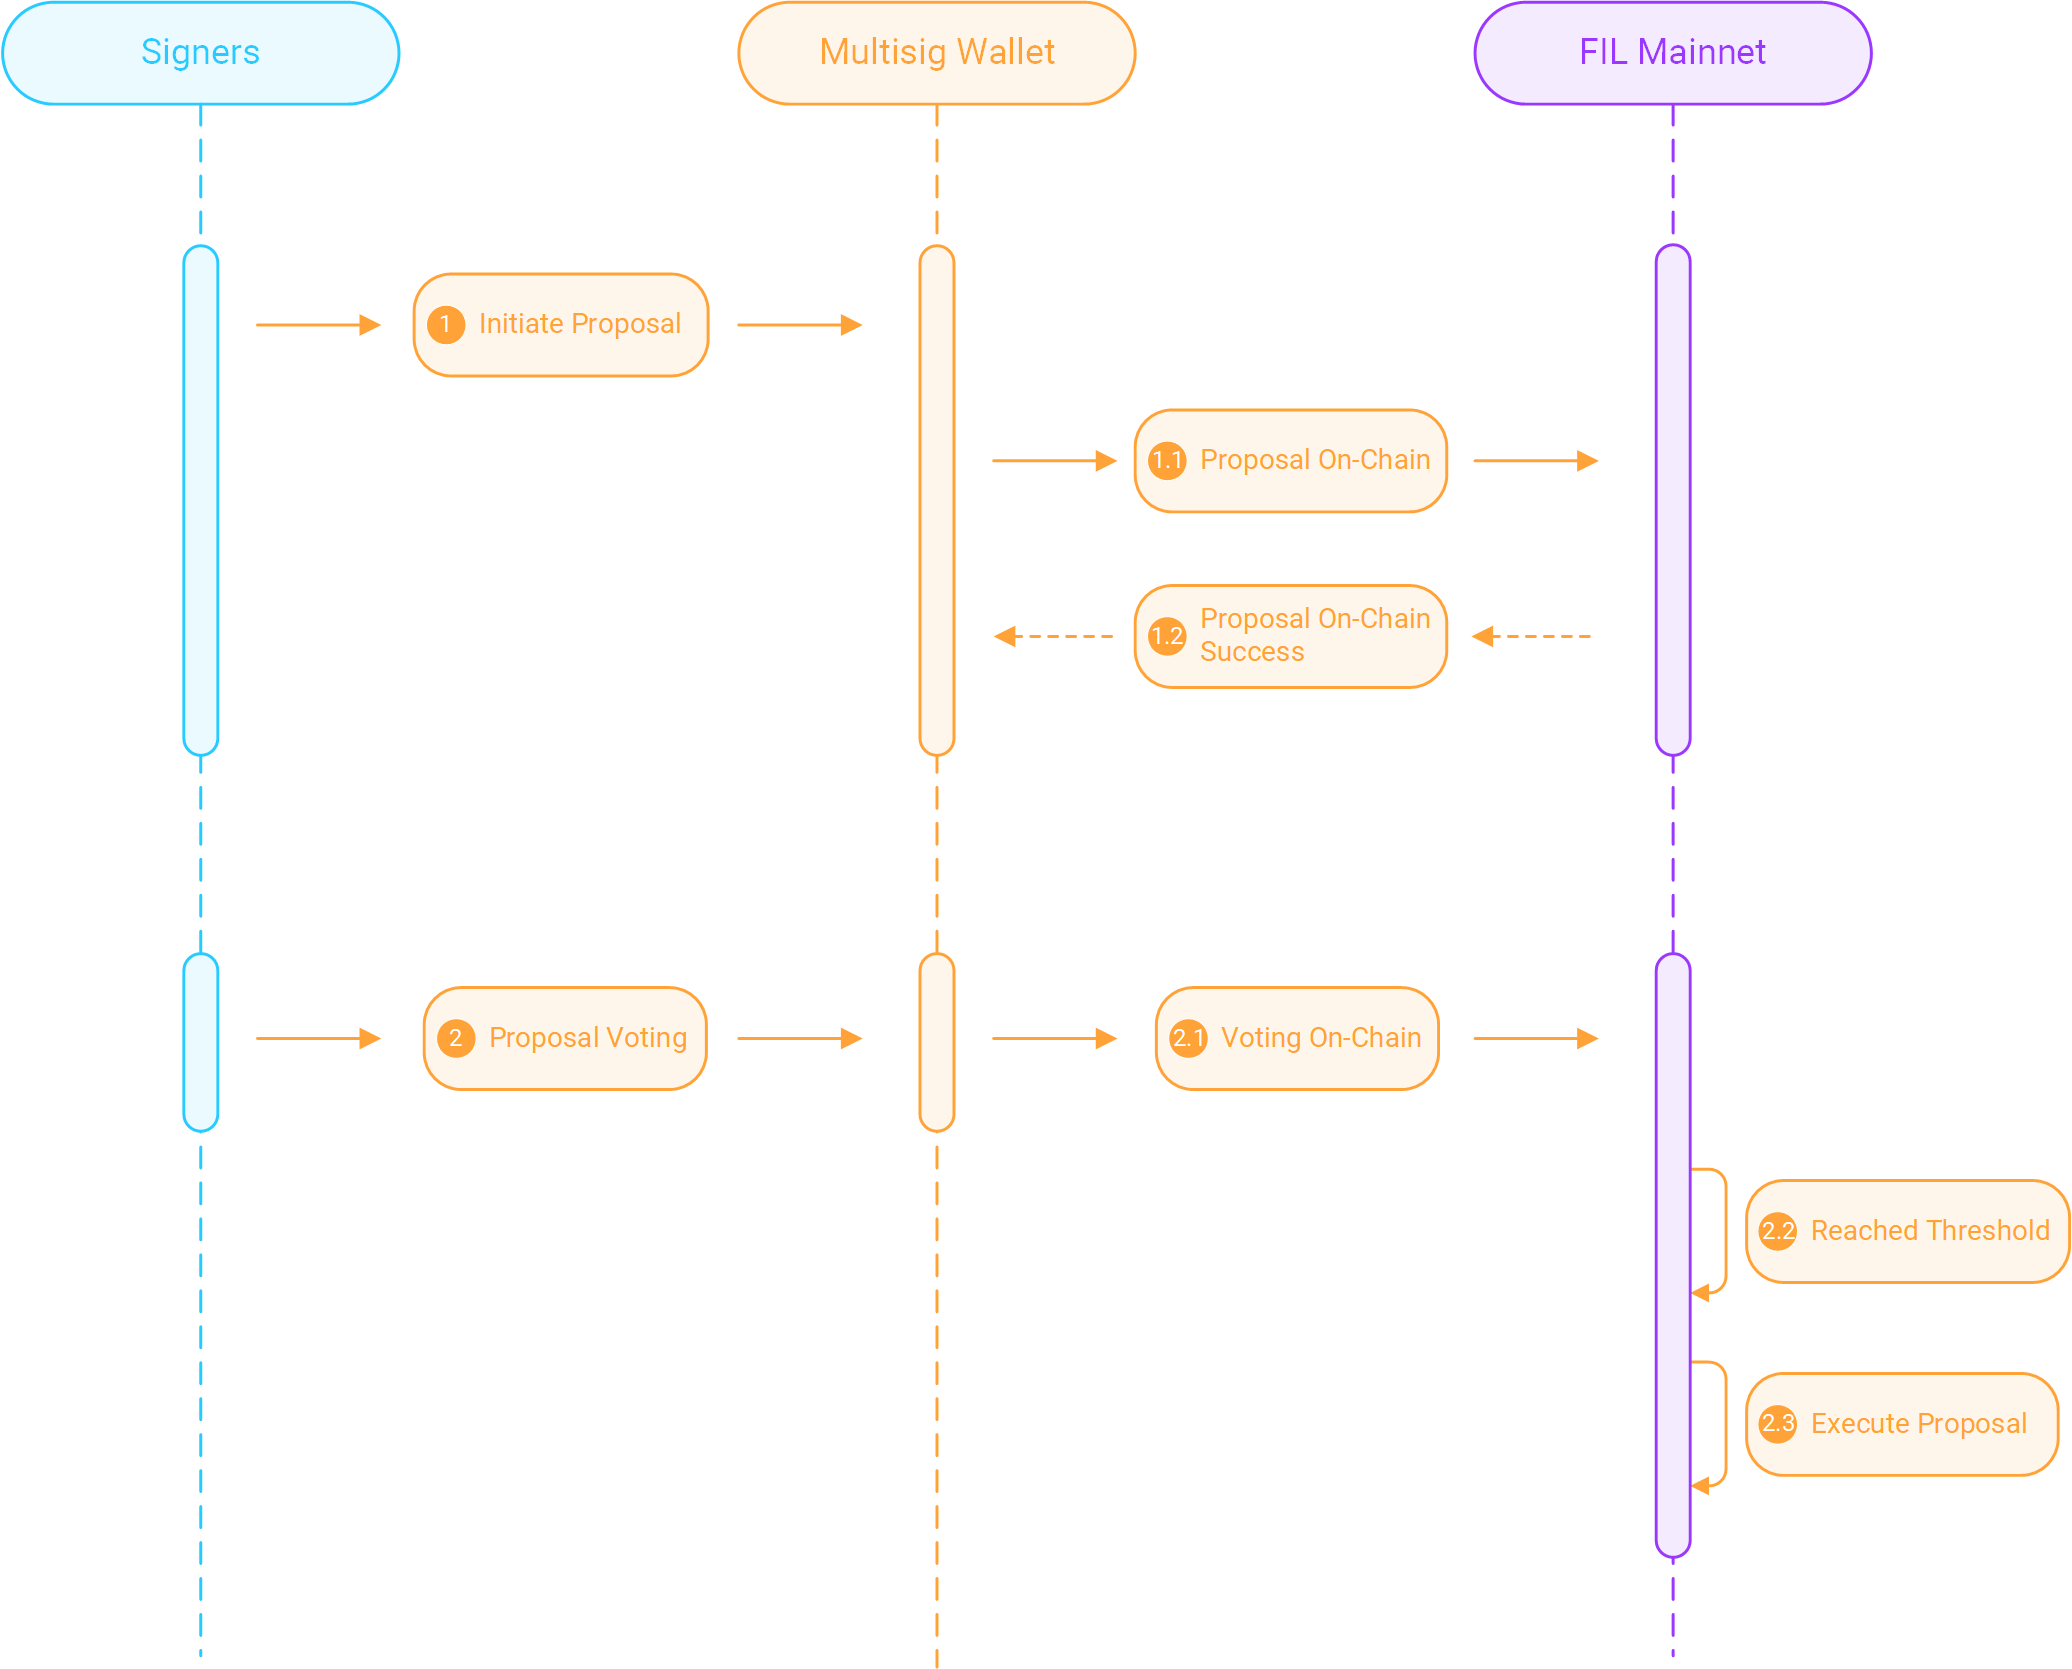 Signers
Multisig Wallet
FIL Mainnet
1 Initiate Proposal
1.1 Proposal On-Chain
1.2 Proposal On-Chain
Success
2 Proposal Voting
2.1 Voting On-Chain
2.2 Reached Threshold
2.3 Execute Proposal